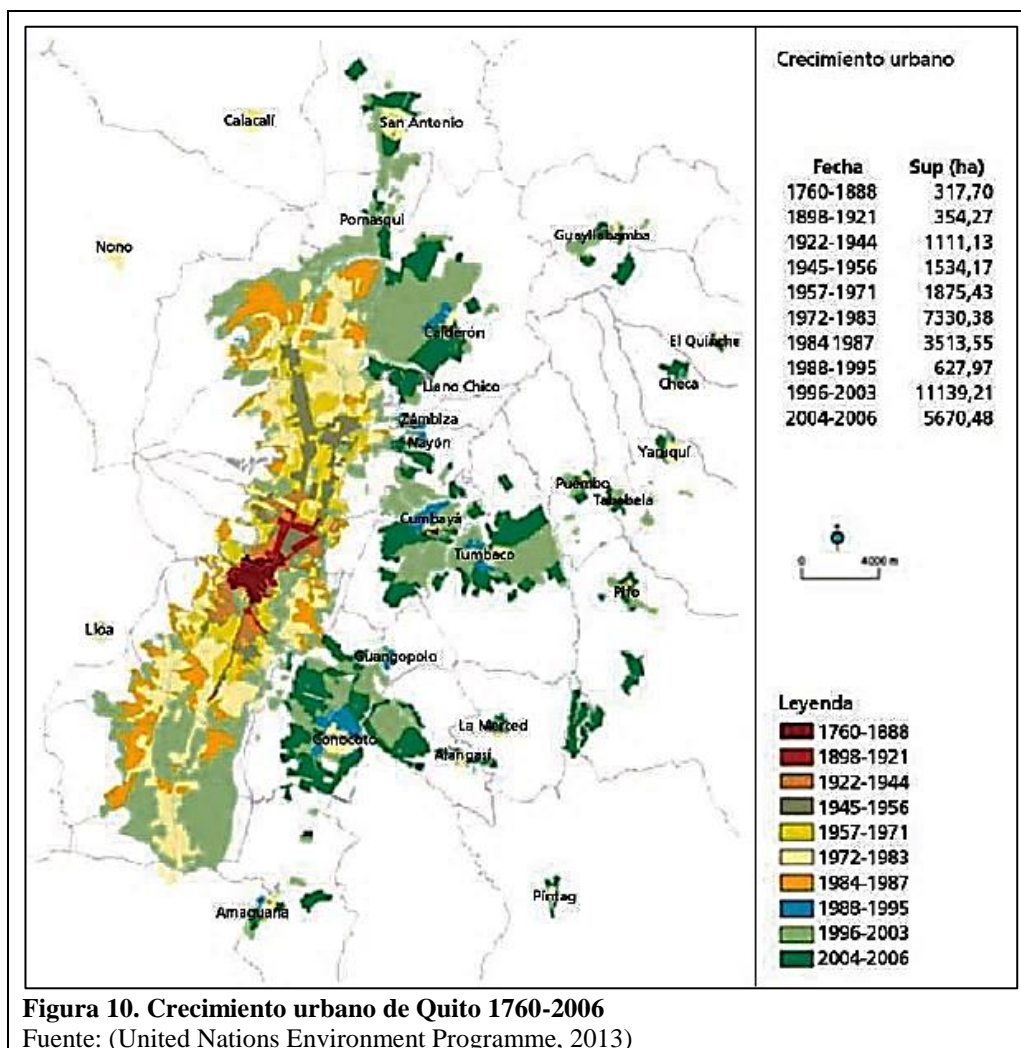 Crecimiento urbano
Fecha Sup (ha)
1760-1888 317,70
1898-1921 354,27
1922-1944 1111,13
1945-1956 1534,17
1957-1971 1875,43
1972-1983 7330,38
1984 1987 3513,55
1988-1995 627,97
1996-2003 11139,21
2004-2006 5670,48
Calacalí
San Antonio
Pomasqui
Nono
Guayllabamba
Calderón
El Quinche
Llano Chico
Checa
Zámbiza
Nayón
Yaruquí
Puembo
Tababela
Cumbayá
Tumbaco
Pifo
Lloa
Guangopolo
La Merced
Conocoto
Alangasí
Amaguaña
Píntag
0 4000 m
Leyenda
1760-1888
1898-1921
1922-1944
1945-1956
1957-1971
1972-1983
1984-1987
1988-1995
1996-2003
2004-2006
Figura 10. Crecimiento urbano de Quito 1760-2006
Fuente: (United Nations Environment Programme, 2013)